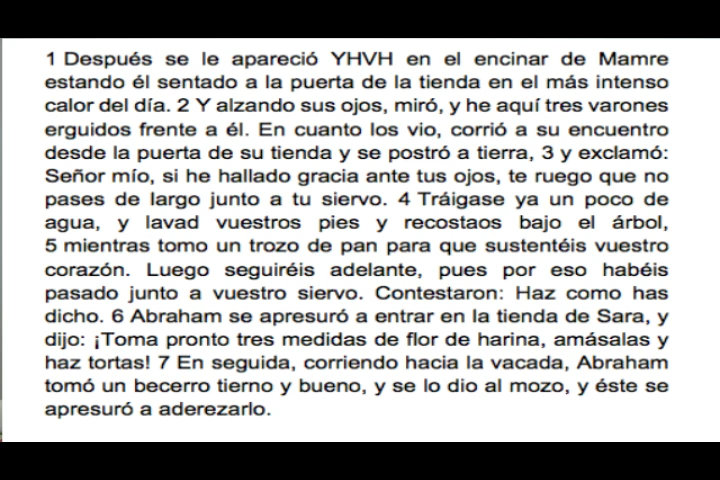 1 Después se le apareció YHVH en el encinar de Mamre
estando él sentado a la puerta de la tienda en el más intenso
calor del día. 2 Y alzando sus ojos, miró, y he aquí tres varones
erguidos frente a él. En cuanto los vio, corrió a su encuentro
desde la puerta de su tienda y se postró a tierra, 3 y exclamó:
Señor mío, si he hallado gracia ante tus ojos, te ruego que no
pases de largo junto a tu siervo. 4 Tráigase ya un poco de
agua, y lavad vuestros pies y recostaos bajo el árbol,
5 mientras tomo un trozo de pan para que sustentéis vuestro
corazón. Luego seguiréis adelante, pues por eso habéis
pasado junto a vuestro siervo. Contestaron: Haz como has
dicho. 6 Abraham se apresuró a entrar en la tienda de Sara, y
dijo: ¡Toma pronto tres medidas de flor de harina, amásalas y
haz tortas! 7 En seguida, corriendo hacia la vacada, Abraham
tomó un becerro tierno y bueno, y se lo dio al mozo, y éste se
apresuró a aderezarlo.